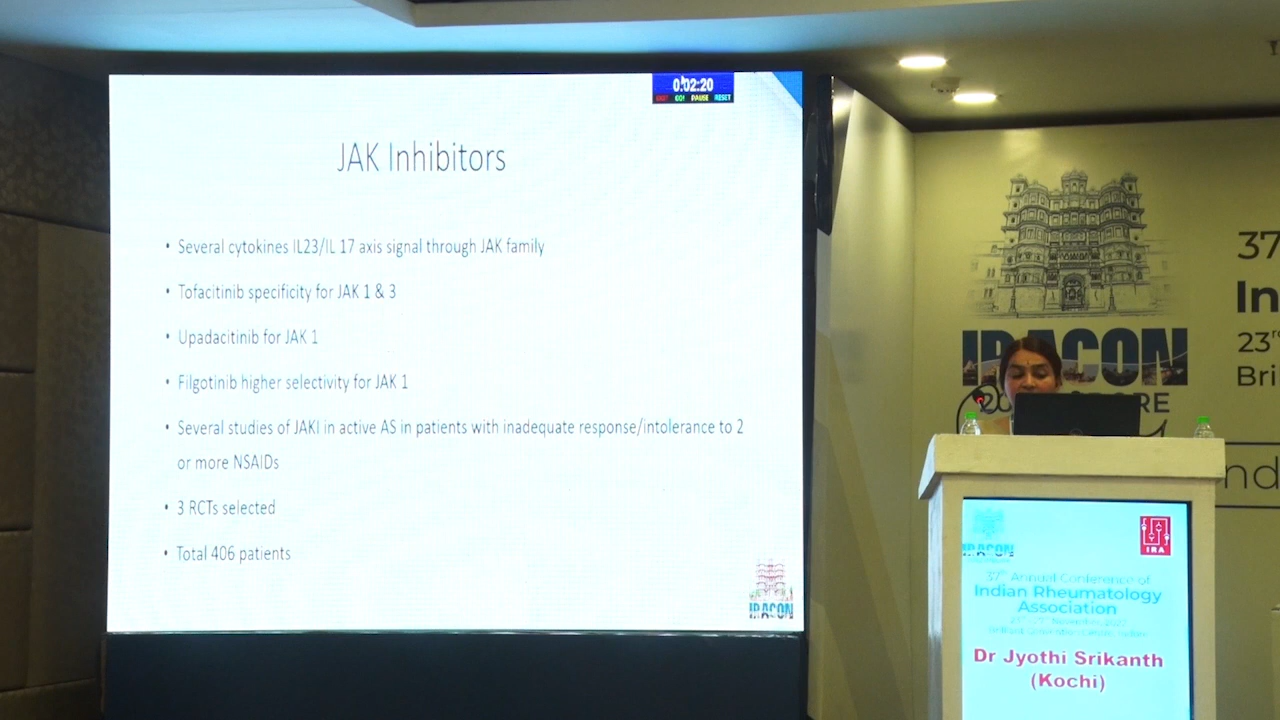 0:02:20
GO! PAUSE RESET
JAK Inhibitors
• Several cytokines IL23/IL 17 axis signal through JAK family
• Tofacitinib specificity for JAK 1 & 3
• Upadacitinib for JAK 1
• Filgotinib higher selectivity for JAK 1
• Several studies of JAKI in active AS in patients with inadequate response/intolerance to 2
or more NSAIDs
• 3 RCTs selected
• Total 406 patients
IRACON
IRACON
37
In
23rd
Bri
nd
IRACON
IRA
37th Annual Conference of
Indian Rheumatology
Association
Dr Jyothi Srikanth
(Kochi)